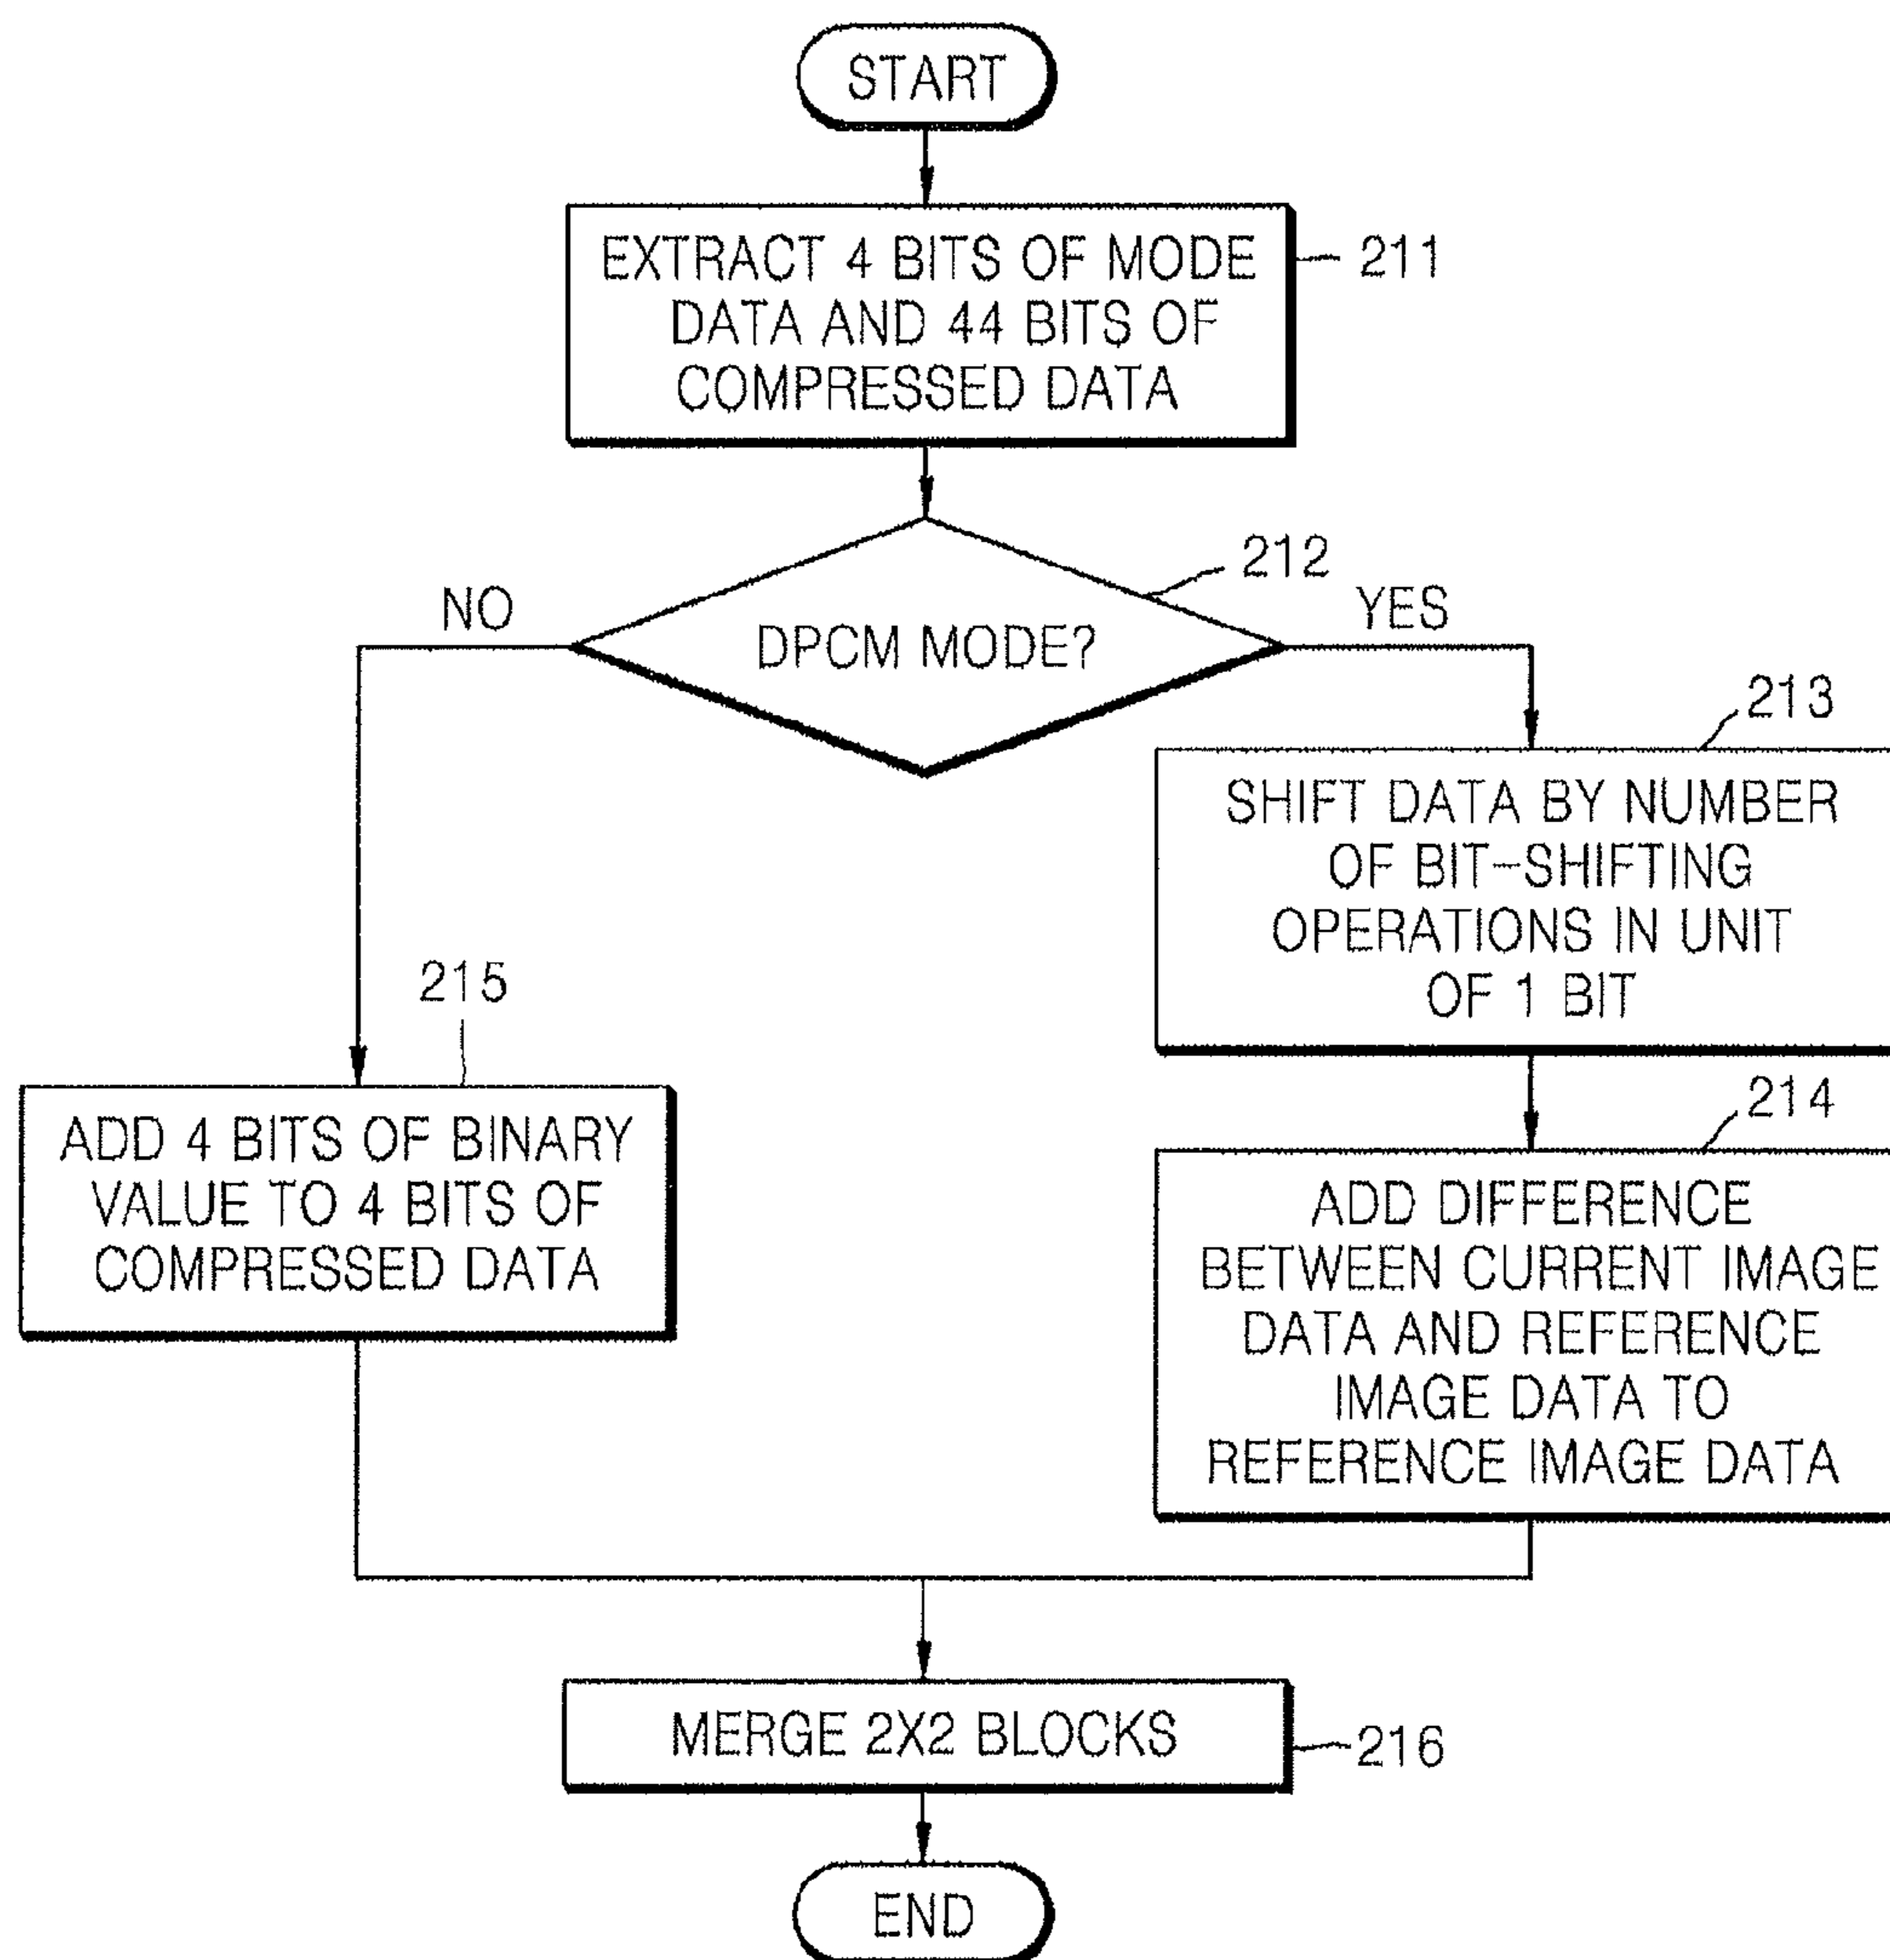 START
EXTRACT 4 BITS OF MODE
DATA AND 44 BITS OF
COMPRESSED DATA
211
212
NO
YES
DPCM MODE?
213
SHIFT DATA BY NUMBER
OF BIT-SHIFTING
OPERATIONS IN UNIT
OF 1 BIT
215
ADD 4 BITS OF BINARY
VALUE TO 4 BITS OF
COMPRESSED DATA
214
ADD DIFFERENCE
BETWEEN CURRENT IMAGE
DATA AND REFERENCE
IMAGE DATA TO
REFERENCE IMAGE DATA
MERGE 2X2 BLOCKS
216
END